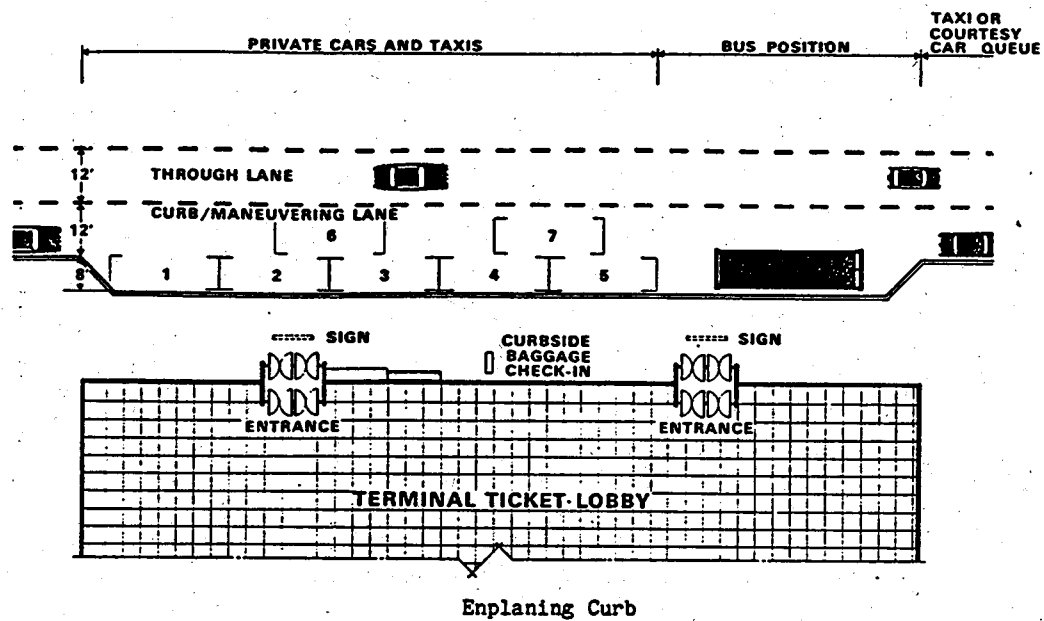 TAXI OR
COURTESY
CAR QUEUE
PRIVATE CARS AND TAXIS
BUS POSITION
12'
THROUGH LANE
CURB/MANEUVERING LANE
12'
6
7
8'
1
2
3
4
5
SIGN
CURBSIDE
BAGGAGE
CHECK-IN
SIGN
ENTRANCE
ENTRANCE
TERMINAL TICKET·LOBBY
Enplaning Curb